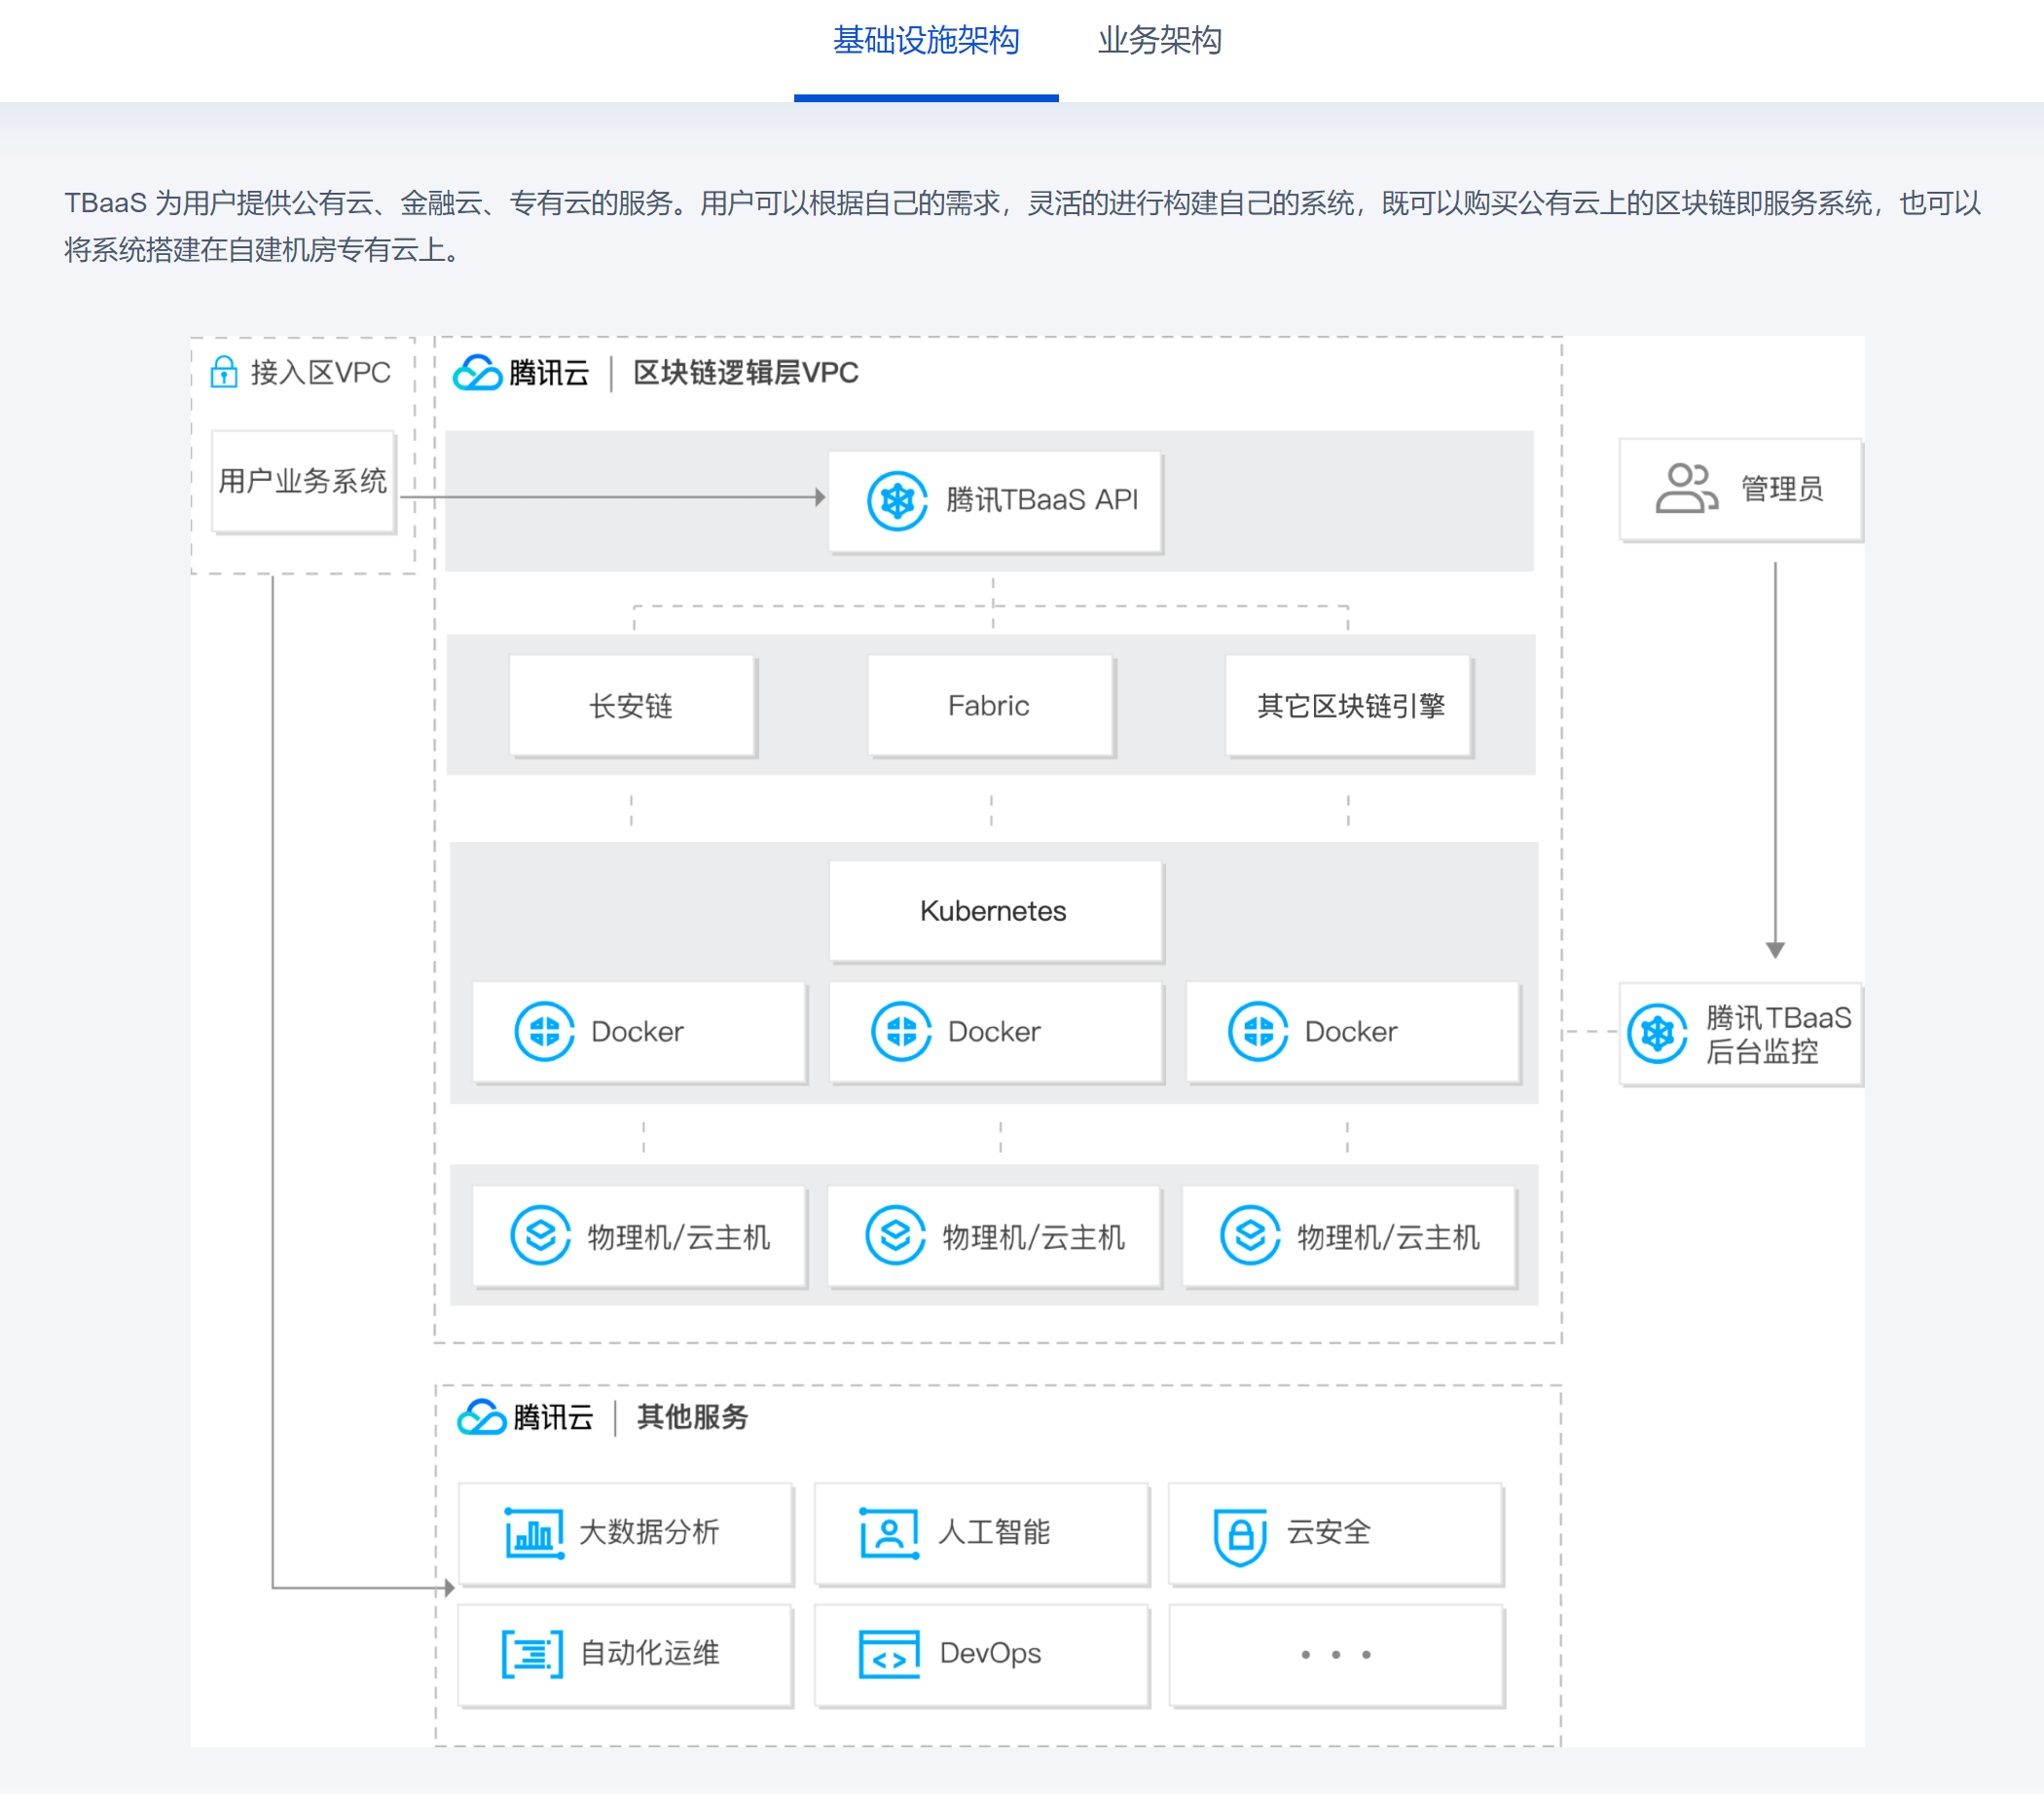 基础设施架构
业务架构
TBaaS 为用户提供公有云、金融云、专有云的服务。用户可以根据自己的需求，灵活的进行构建自己的系统，既可以购买公有云上的区块链即服务系统，也可以
将系统搭建在自建机房专有云上。
接入区VPC
腾讯云 | 区块链逻辑层VPC
用户业务系统
腾讯TBaaS API
管理员
长安链
Fabric
其它区块链引擎
Kubernetes
Docker
Docker
Docker
腾讯TBaaS
后台监控
物理机/云主机
物理机/云主机
物理机/云主机
腾讯云 | 其他服务
大数据分析
人工智能
云安全
自动化运维
DevOps
• • •